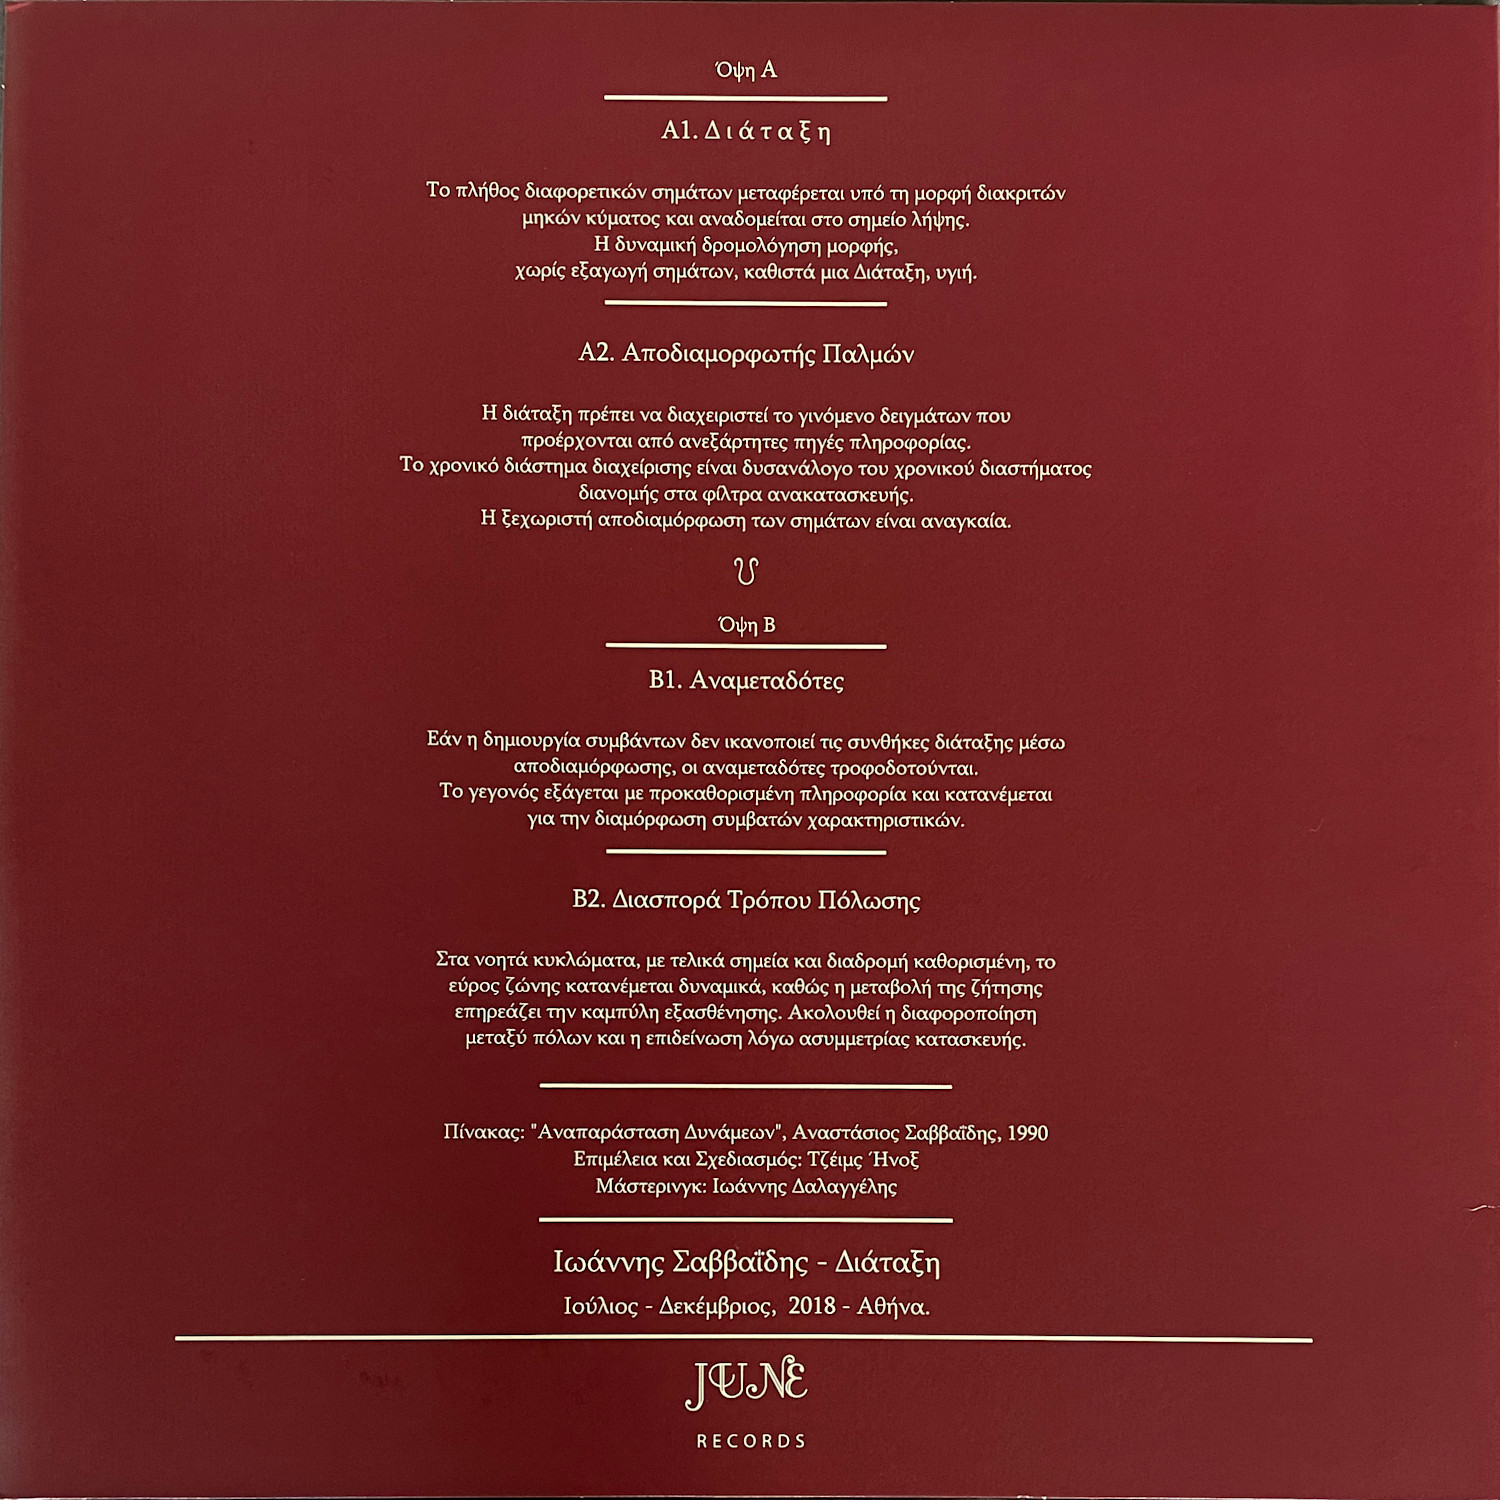 Όψη Α
Α1. Διάταξη
Το πλήθος διαφορετικών σημάτων μεταφέρεται υπό τη μορφή διακριτών
μηκών κύματος και αναδομείται στο σημείο λήψης.
Η δυναμική δρομολόγηση μορφής,
χωρίς εξαγωγή σημάτων, καθιστά μια Διάταξη, υγιή.
Α2. Αποδιαμορφωτής Παλμών
Η διάταξη πρέπει να διαχειριστεί το γινόμενο δειγμάτων που
προέρχονται από ανεξάρτητες πηγές πληροφορίας.
Το χρονικό διάστημα διαχείρισης είναι δυσανάλογο του χρονικού διαστήματος
διανομής στα φίλτρα ανακατασκευής.
Η ξεχωριστή αποδιαμόρφωση των σημάτων είναι αναγκαία.
Όψη Β
Β1. Αναμεταδότες
Εάν η δημιουργία συμβάντων δεν ικανοποιεί τις συνθήκες διάταξης μέσω
αποδιαμόρφωσης, οι αναμεταδότες τροφοδοτούνται.
Το γεγονός εξάγεται με προκαθορισμένη πληροφορία και κατανέμεται
για την διαμόρφωση συμβατών χαρακτηριστικών.
Β2. Διασπορά Τρόπου Πόλωσης
Στα νοητά κυκλώματα, με τελικά σημεία και διαδρομή καθορισμένη, το
εύρος ζώνης κατανέμεται δυναμικά, καθώς η μεταβολή της ζήτησης
επηρεάζει την καμπύλη εξασθένησης. Ακολουθεί η διαφοροποίηση
μεταξύ πόλων και η επιδείνωση λόγω ασυμμετρίας κατασκευής.
Πίνακας: "Αναπαράσταση Δυνάμεων", Αναστάσιος Σαββαΐδης, 1990
Επιμέλεια και Σχεδιασμός: Τζέιμς Ήνοξ
Μάστερινγκ: Ιωάννης Δαλαγγέλης
Ιωάννης Σαββαΐδης - Διάταξη
Ιούλιος - Δεκέμβριος, 2018 - Αθήνα.
JUNE
RECORDS